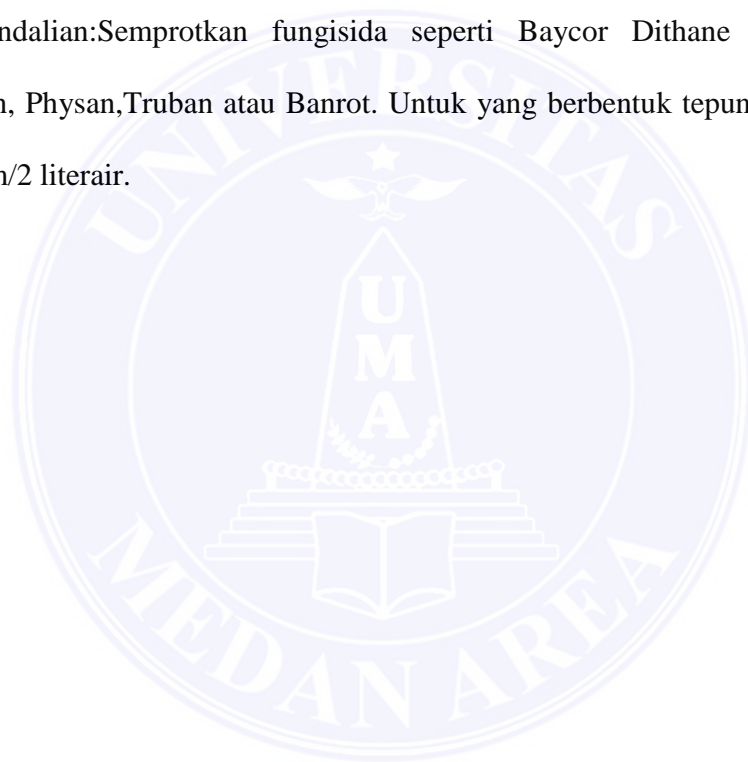 ndalian:Semprotkan fungisida seperti Baycor Dithane
, Physan,Truban atau Banrot. Untuk yang berbentuk tepun
/2 literair.
UNIVERSITAS
UMA
MEDAN AREA